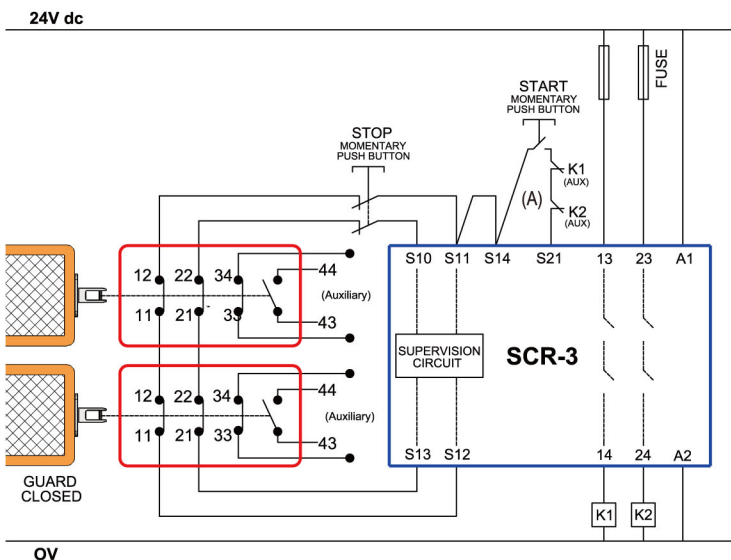 24V dc
FUSE
START
MOMENTARY
PUSH BUTTON
STOP
MOMENTARY
PUSH BUTTON
K1
(AUX)
(A)
K2
(AUX)
S10 S11 S14 S21 13 23 A1
12 22 34 44
(Auxiliary)
11 21 33 43
SUPERVISION
CIRCUIT
SCR-3
12 22 34 44
(Auxiliary)
11 21 33 43
S13 S12 14 24 A2
GUARD
CLOSED
K1 K2
OV